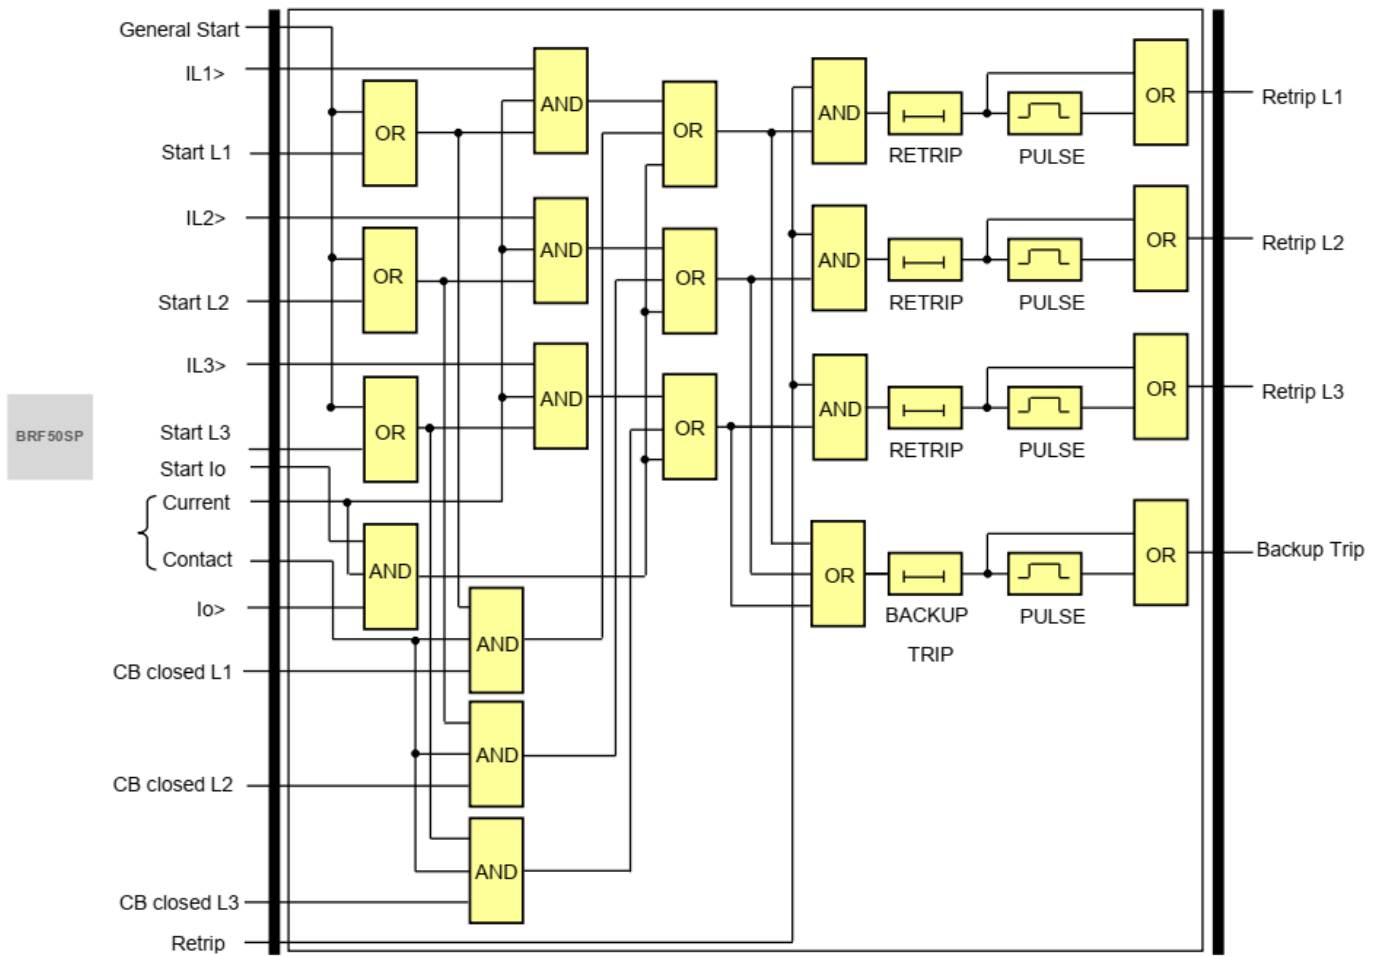 General Start
IL1>
AND
OR
Start L1
OR
AND
RETRIP
PULSE
OR
Retrip L1
IL2>
AND
OR
Start L2
OR
AND
RETRIP
PULSE
OR
Retrip L2
IL3>
AND
OR
Start L3
OR
AND
RETRIP
PULSE
OR
Retrip L3
BRF50SP
Start Io
Current
Contact
Io>
AND
OR
BACKUP
TRIP
PULSE
OR
Backup Trip
CB closed L1
AND
CB closed L2
AND
CB closed L3
AND
Retrip